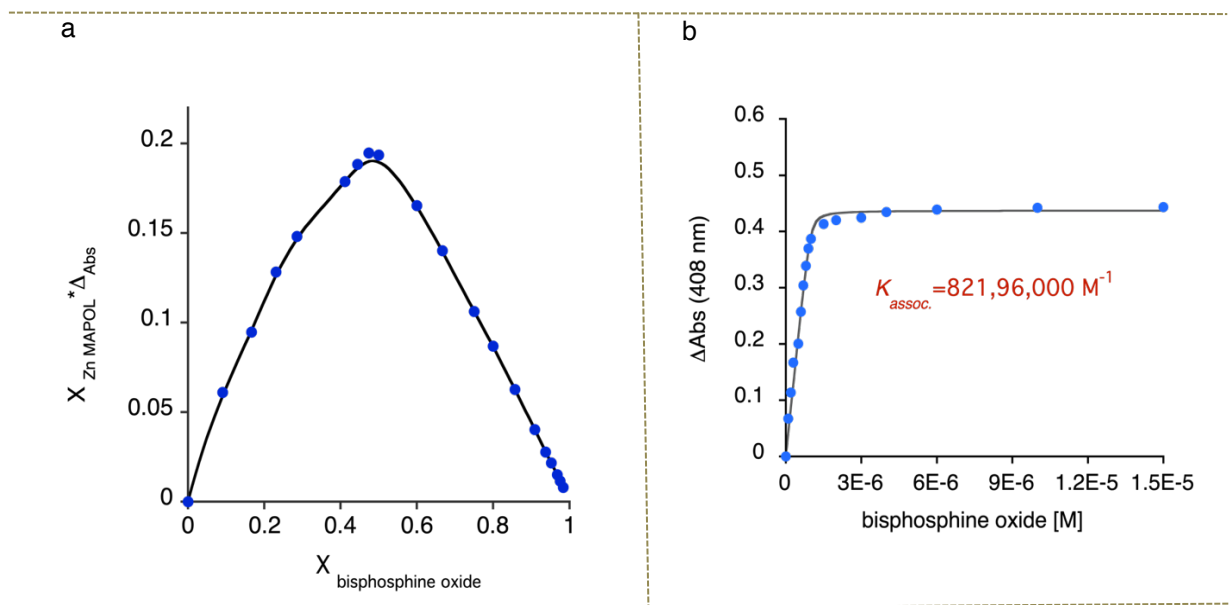 a
X Zn MAPOL*ΔAbs
0.2
0.15
0.1
0.05
0
0 0.2 0.4 0.6 0.8 1
X bisphosphine oxide
b
ΔAbs (408 nm)
0.6
0.5
0.4
0.3
0.2
0.1
0
Kassoc.=821,96,000 M-1
0 3E-6 6E-6 9E-6 1.2E-5 1.5E-5
bisphosphine oxide [M]